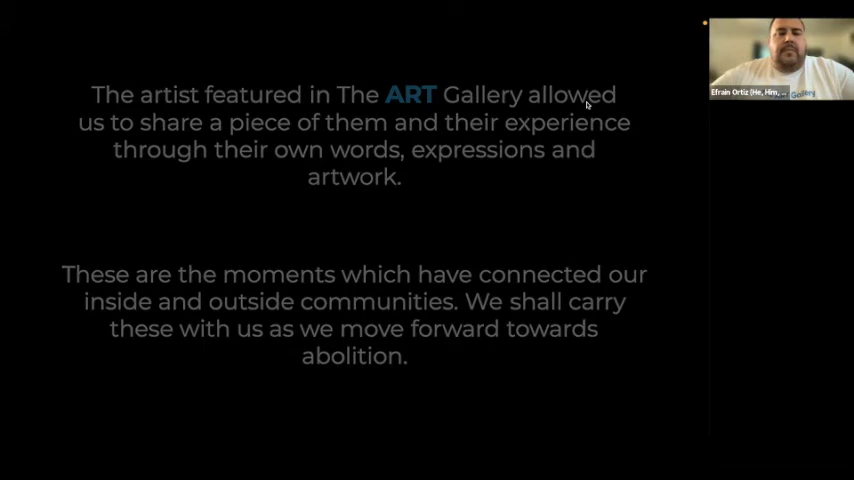 The artist featured in The ART Gallery allowed
us to share a piece of them and their experience
through their own words, expressions and
artwork.
These are the moments which have connected our
inside and outside communities. We shall carry
these with us as we move forward towards
abolition.
Efrain Ortiz (He, Him, ...
Gallery